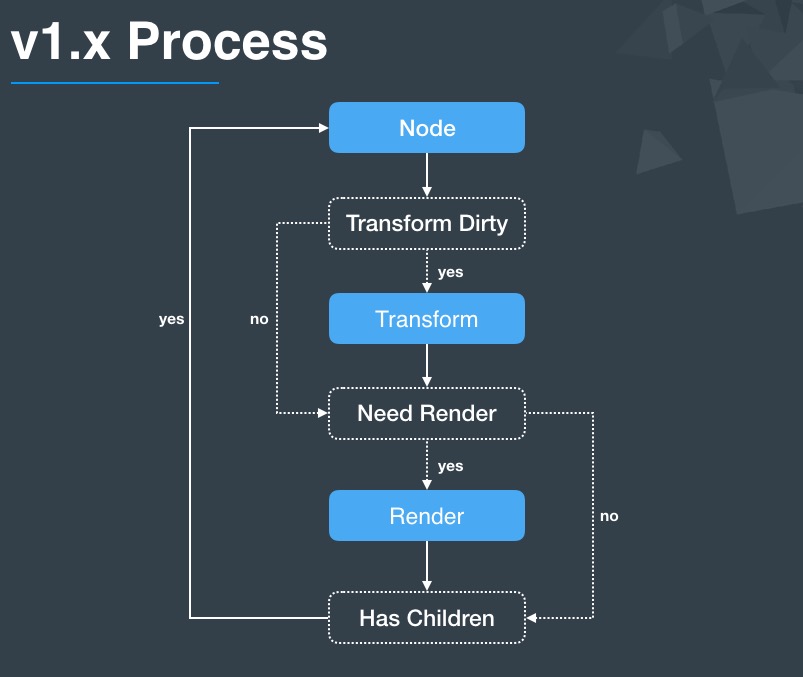 v1.x Process
Node
Transform Dirty
yes
Transform
yes
no
Need Render
yes
Render
no
Has Children